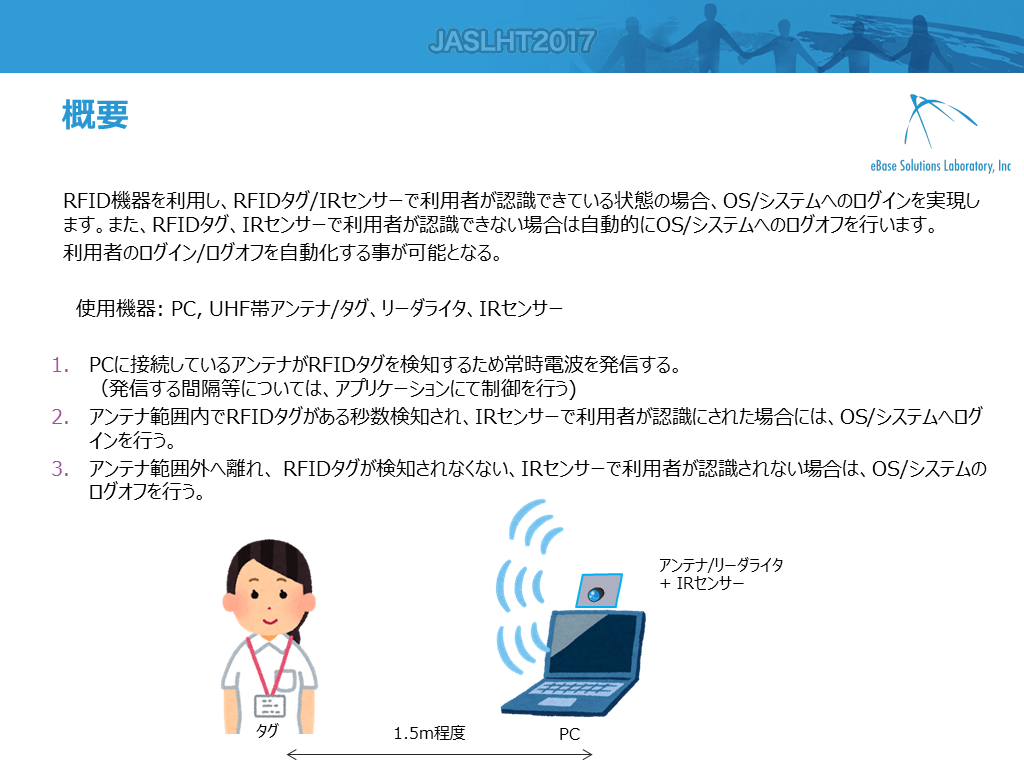 JASLHT2017
概要
eBase Solutions Laboratory, Inc
RFID機器を利用し、RFIDタグ/IRセンサーで利用者が認識できている状態の場合、OS/システムへのログインを実現し
ます。また、RFIDタグ、IRセンサーで利用者が認識できない場合は自動的にOS/システムへのログオフを行います。
利用者のログイン/ログオフを自動化する事が可能となる。
使用機器: PC, UHF帯アンテナ/タグ、リーダライタ、IRセンサー
1. PCに接続しているアンテナがRFIDタグを検知するため常時電波を発信する。
（発信する間隔等については、アプリケーションにて制御を行う)
2. アンテナ範囲内でRFIDタグがある秒数検知され、IRセンサーで利用者が認識にされた場合には、OS/システムへログ
インを行う。
3. アンテナ範囲外へ離れ、RFIDタグが検知されなくない、IRセンサーで利用者が認識されない場合は、OS/システムの
ログオフを行う。
アンテナ/リーダライタ
+ IRセンサー
タグ
1.5m程度
PC